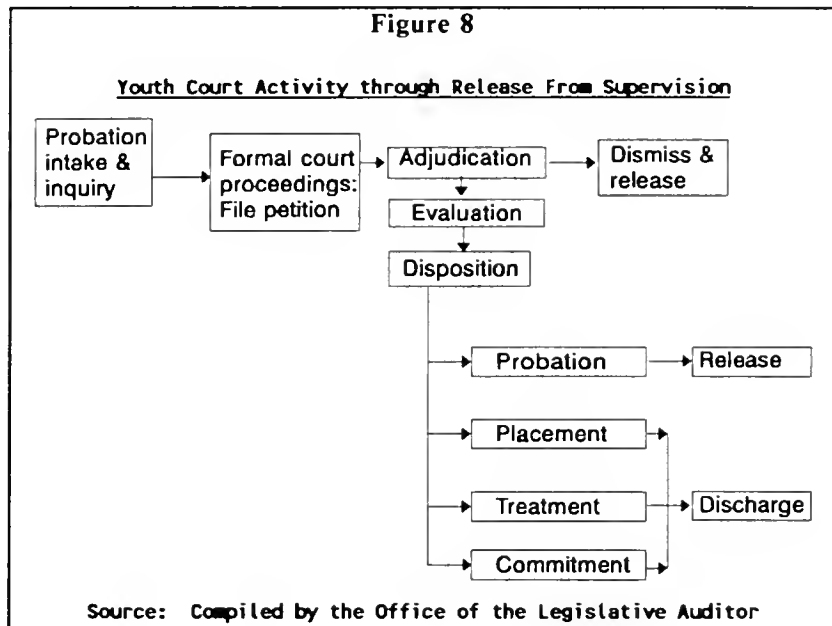 Figure 8
Youth Court Activity through Release From Supervision
Probation
intake &
inquiry
Formal court
proceedings:
File petition
Adjudication
Dismiss &
release
Evaluation
Disposition
Probation
Release
Placement
Treatment
Discharge
Commitment
Source: Compiled by the Office of the Legislative Auditor